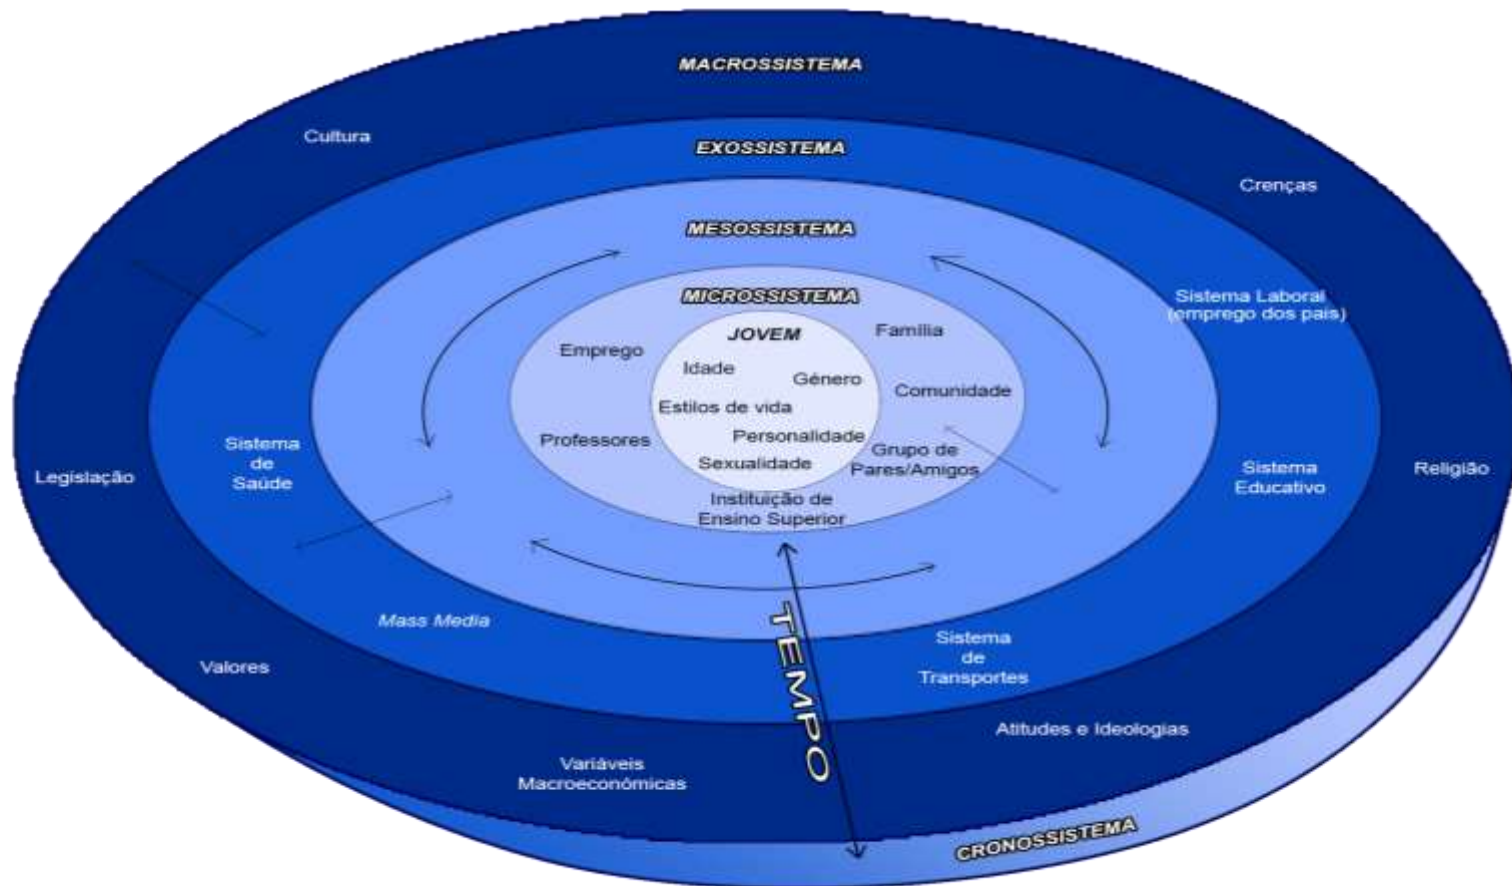 MACROSSISTEMA
Cultura
EXOSSISTEMA
Crenças
MESOSSISTEMA
MICROSSISTEMA
Sistema Laboral
(emprego dos pais)
JOVEM
Família
Emprego
Idade
Género
Comunidade
Estilos de vida
Professores
Personalidade
Sexualidade
Grupo de
Pares/Amigos
Sistema
de
Saúde
Legislação
Sistema
Educativo
Religião
Instituição de
Ensino Superior
Mass Media
TEMPO
Sistema
de
Transportes
Valores
Atitudes e Ideologias
Variáveis
Macroeconómicas
CRONOSSISTEMA